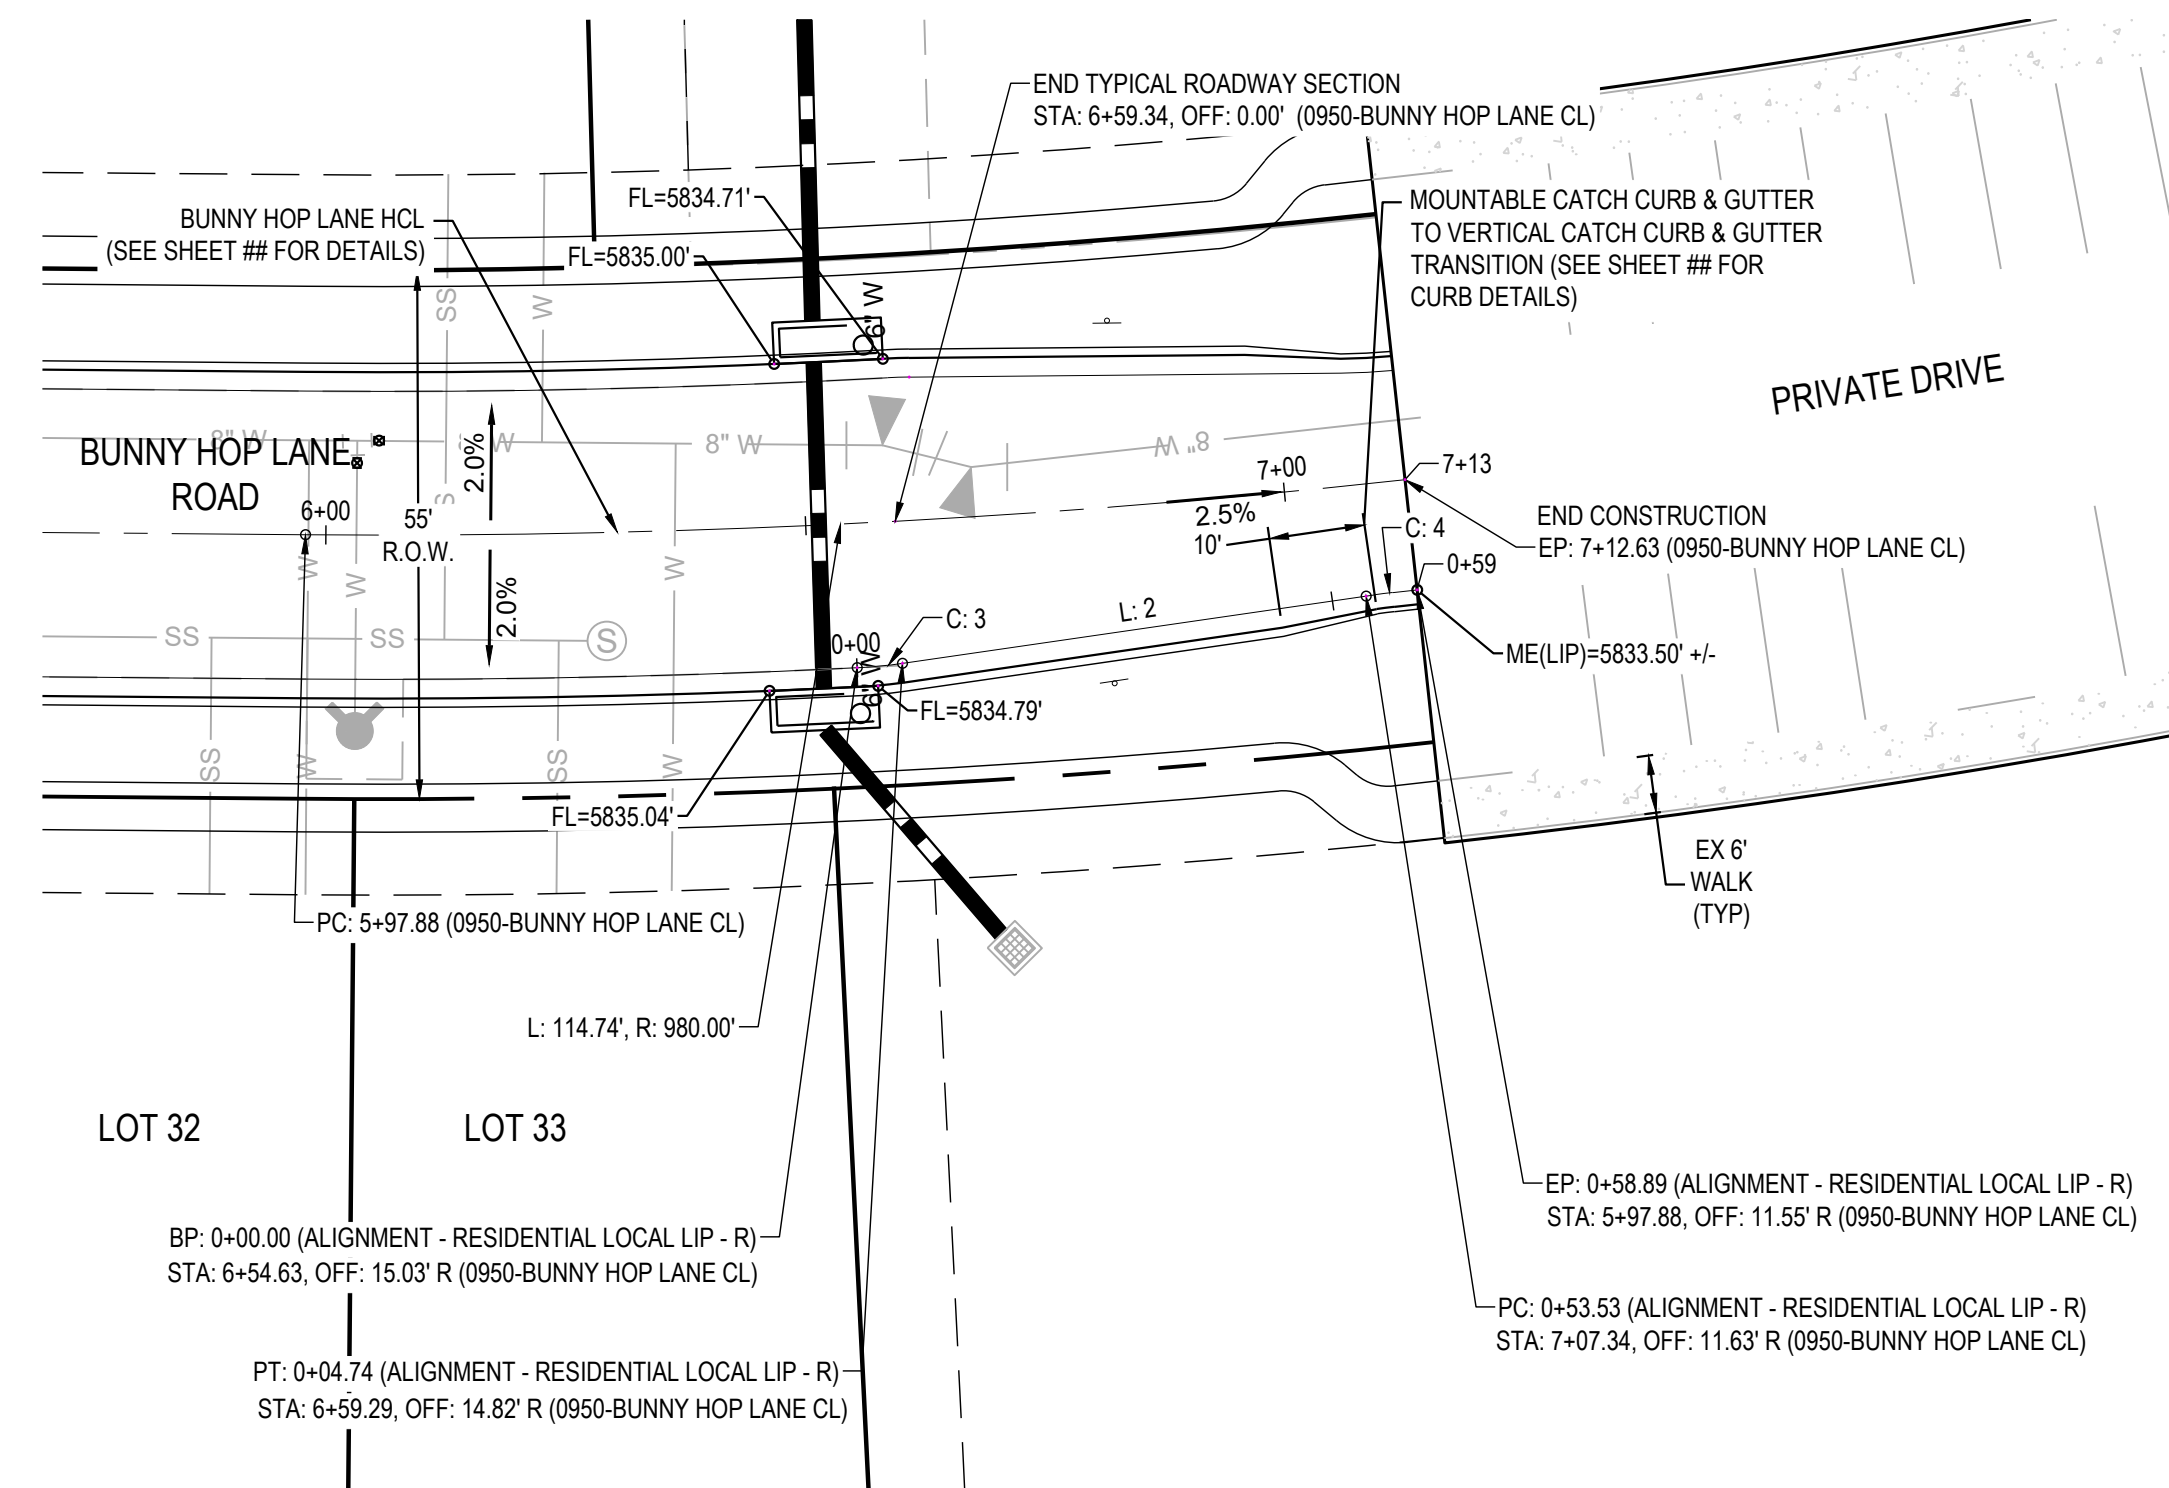 END TYPICAL ROADWAY SECTION
STA: 6+59.34, OFF: 0.00' (0950-BUNNY HOP LANE CL)
FL=5834.71'
MOUNTABLE CATCH CURB & GUTTER
TO VERTICAL CATCH CURB & GUTTER
TRANSITION (SEE SHEET ## FOR
CURB DETAILS)
BUNNY HOP LANE HCL
(SEE SHEET ## FOR DETAILS)
FL=5835.00'
SS
W
6" W
PRIVATE DRIVE
BUNNY HOP LANE
ROAD
8" W
W
8" W
8" W
2.0%
S
6+00
55'
R.O.W.
7+00
7+13
2.5%
10'
C: 4
END CONSTRUCTION
EP: 7+12.63 (0950-BUNNY HOP LANE CL)
0+59
W
W
W
2.0%
SS
SS
S
C: 3
L: 2
0+00
6" W
ME(LIP)=5833.50' +/-
FL=5834.79'
SS
W
SS
W
FL=5835.04'
EX 6'
WALK
(TYP)
PC: 5+97.88 (0950-BUNNY HOP LANE CL)
L: 114.74', R: 980.00'
LOT 32
LOT 33
EP: 0+58.89 (ALIGNMENT - RESIDENTIAL LOCAL LIP - R)
STA: 5+97.88, OFF: 11.55' R (0950-BUNNY HOP LANE CL)
BP: 0+00.00 (ALIGNMENT - RESIDENTIAL LOCAL LIP - R)
STA: 6+54.63, OFF: 15.03' R (0950-BUNNY HOP LANE CL)
PC: 0+53.53 (ALIGNMENT - RESIDENTIAL LOCAL LIP - R)
STA: 7+07.34, OFF: 11.63' R (0950-BUNNY HOP LANE CL)
PT: 0+04.74 (ALIGNMENT - RESIDENTIAL LOCAL LIP - R)
STA: 6+59.29, OFF: 14.82' R (0950-BUNNY HOP LANE CL)